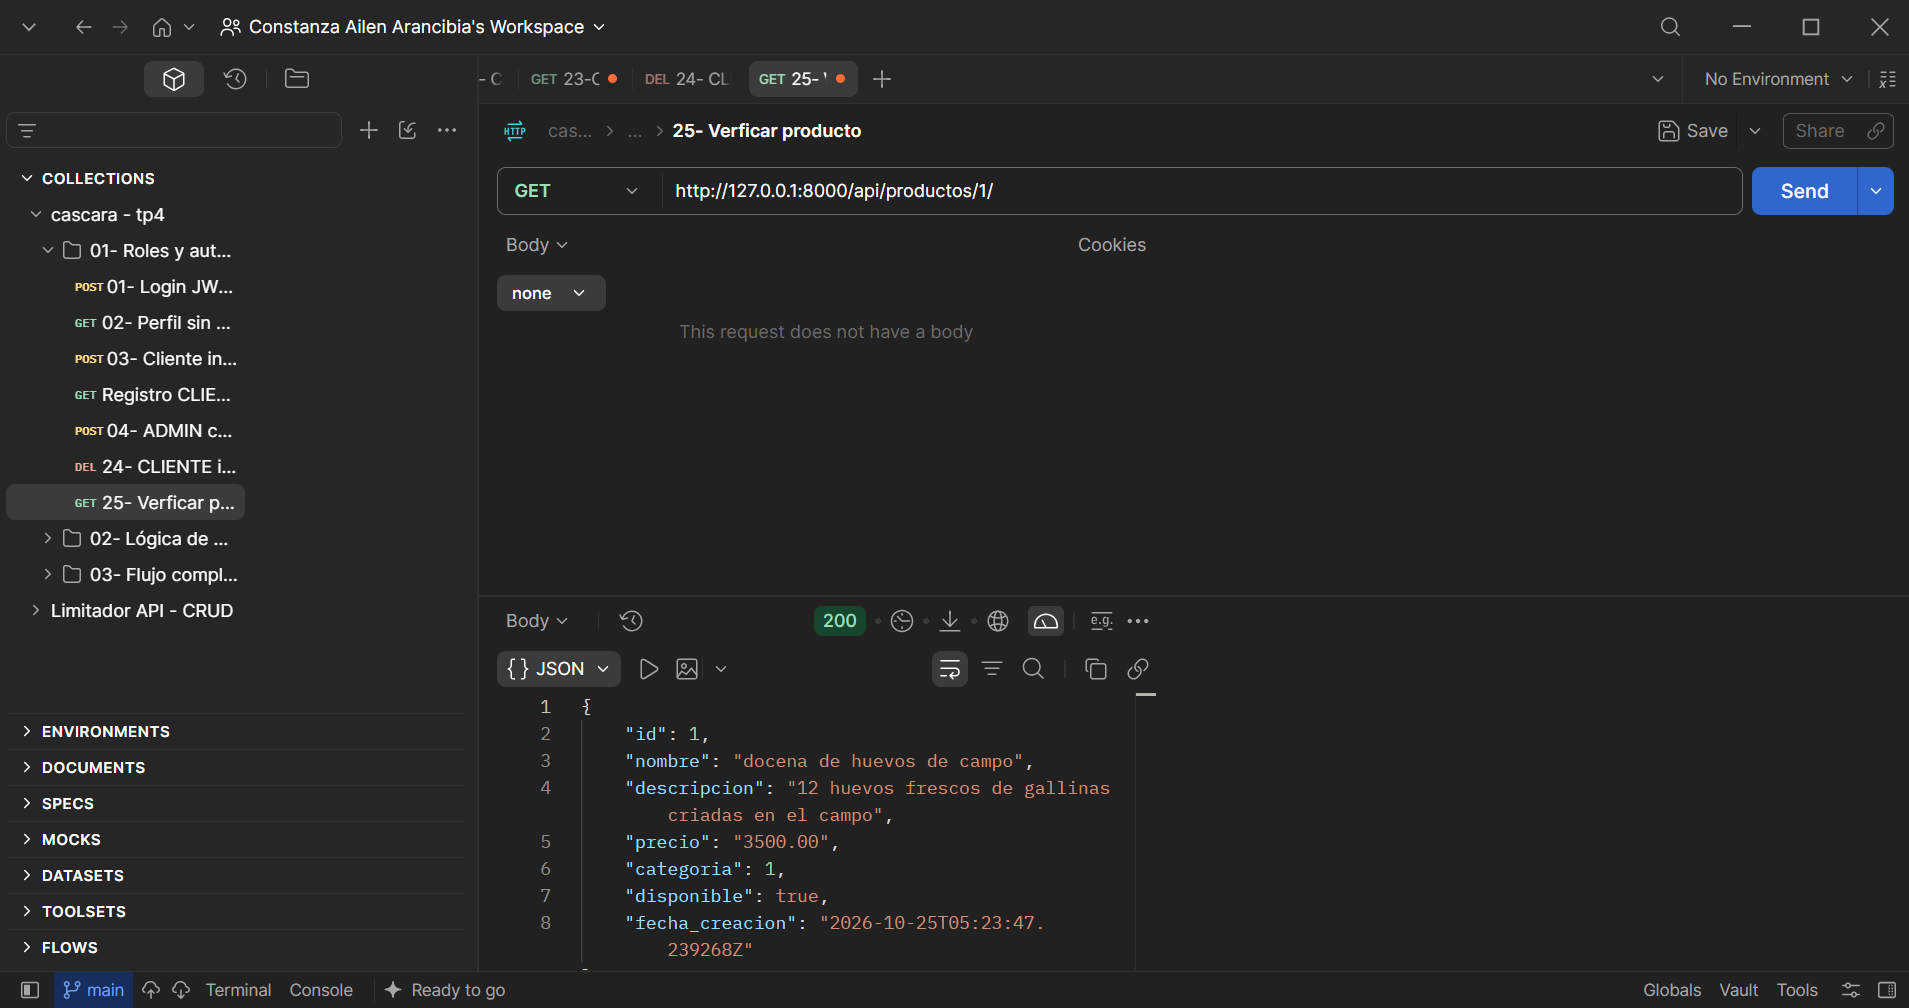 Constanza Ailen Arancibia's Workspace
GET 23-C
DEL 24- CL
GET 25-
No Environment
cas... > ... > 25- Verficar producto
Save
Share
GET http://127.0.0.1:8000/api/productos/1/
Send
Body
Cookies
none
This request does not have a body
COLLECTIONS
cascara - tp4
01- Roles y aut...
POST 01- Login JW...
GET 02- Perfil sin ...
POST 03- Cliente in...
GET Registro CLIE...
POST 04- ADMIN c...
DEL 24- CLIENTE i...
GET 25- Verficar p...
02- Lógica de ...
03- Flujo compl...
Limitador API - CRUD
ENVIRONMENTS
DOCUMENTS
SPECS
MOCKS
DATASETS
TOOLSETS
FLOWS
Body
200
e.g.
{} JSON
1 {
2 "id": 1,
3 "nombre": "docena de huevos de campo",
4 "descripcion": "12 huevos frescos de gallinas
criadas en el campo",
5 "precio": "3500.00",
6 "categoria": 1,
7 "disponible": true,
8 "fecha_creacion": "2026-10-25T05:23:47.
239268Z"
main
Terminal
Console
Ready to go
Globals
Vault
Tools